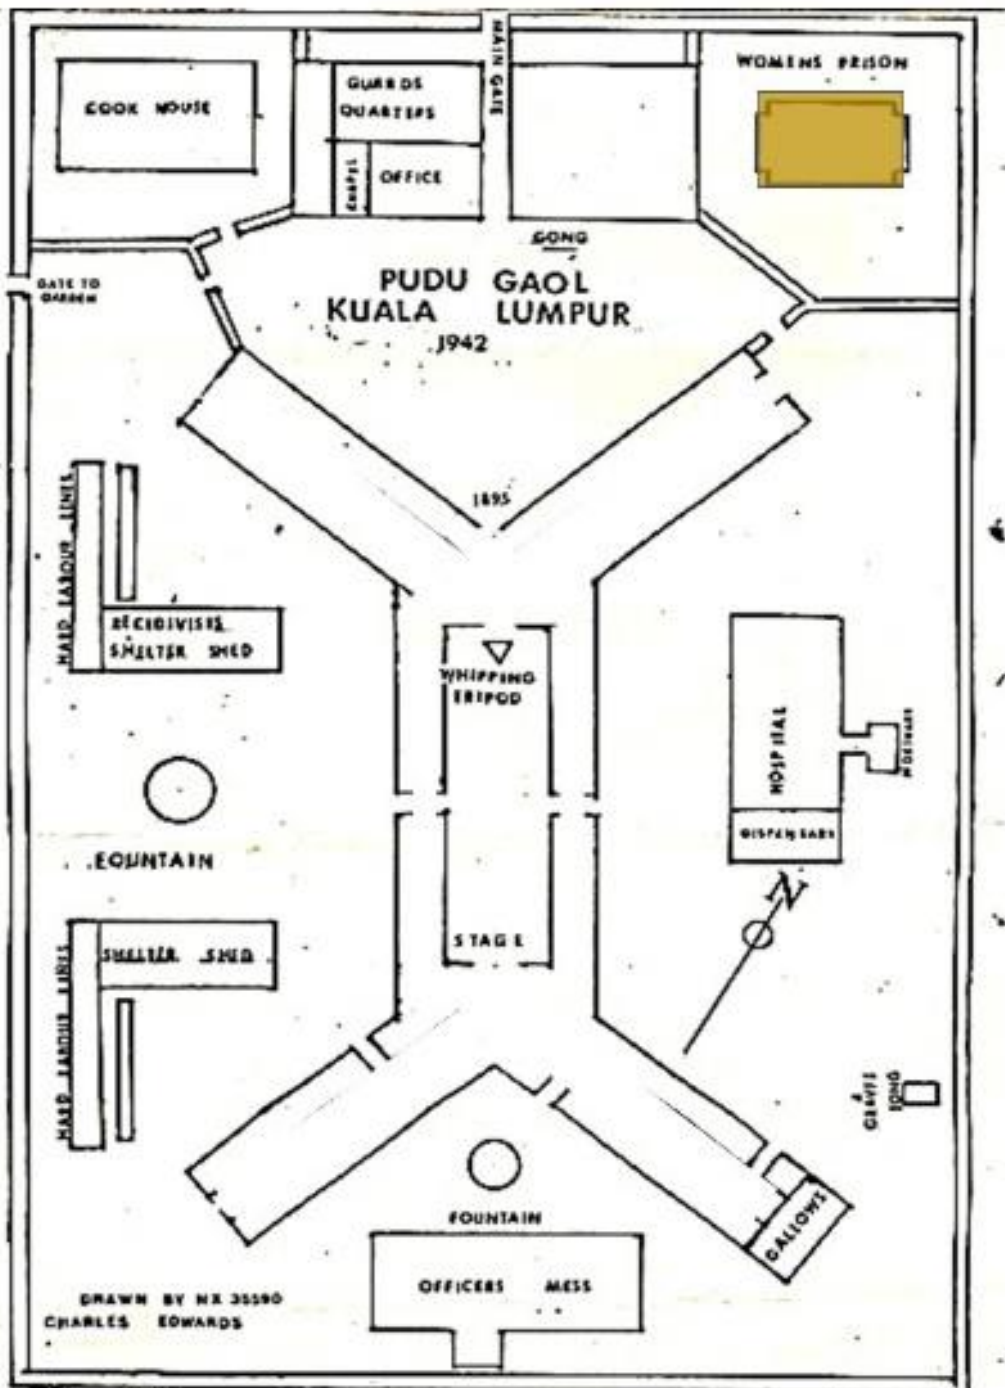 MAIN GATE
WOMENS PRISON
COOK HOUSE
GUARDS
QUARTERS
CHAPEL
OFFICE
GONG
GATE TO
GARDEN
PUDU GAOL
KUALA LUMPUR
1942
1895
HARD LABOUR LINES
RECIDIVISTS
SHELTER SHED
WHIPPING
TRIPOD
HOSPITAL
MORTUARY
DISPENSARY
FOUNTAIN
N
SHELTER SHED
STAGE
HARD LABOUR LINES
GALLOWS
FOUNTAIN
OFFICERS MESS
DRAWN BY NX 35590
CHARLES EDWARDS